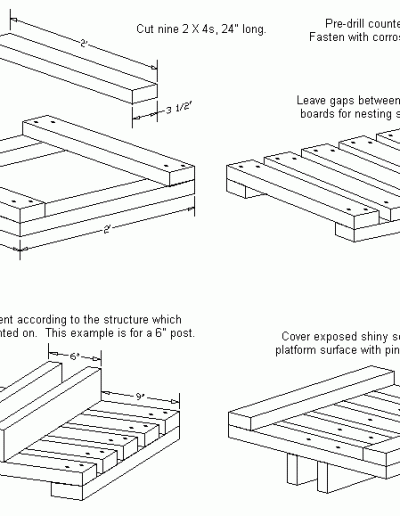 Cut nine 2 X 4s, 24" long.
Pre-drill counte
Fasten with corros
2'
3 1/2'
Leave gaps between
boards for nesting s
2'
ent according to the structure which
nted on. This example is for a 6" post.
Cover exposed shiny sc
platform surface with pin
6"
9"